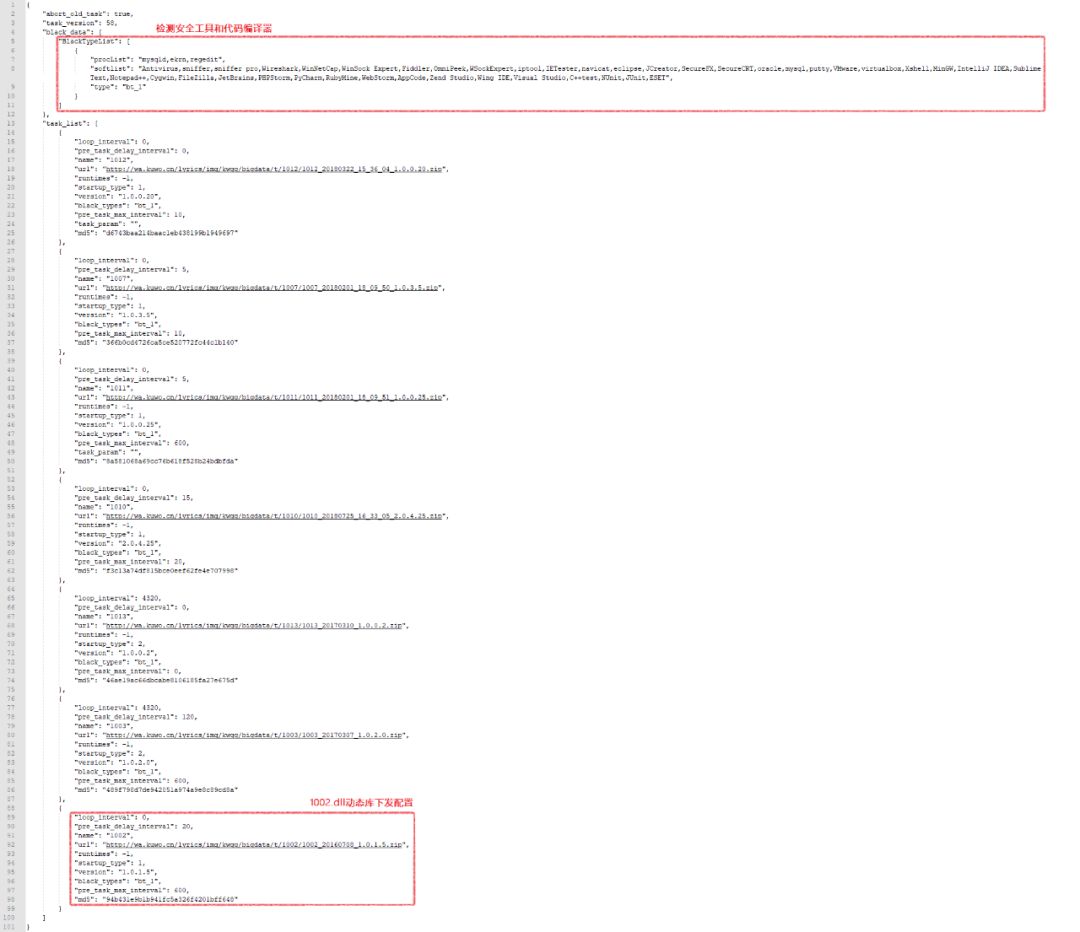 1 {
2 "abort_old_task": true,
3 "task_version": 58,
检测安全工具和代码编译器
4 "black_data": {
5 "BlackTypeList": [
6 {
7 "proclist": "mysqld,ekrn,regedit",
8 "softlist": "Antivirus,sniffer,sniffer pro,Wireshark,WinNetCap,WinSock Expert,Fiddler,OmniPeek,WSockExpert,iptool,IETester,navicat,eclipse,JCreator,SecureFX,SecureCRT,oracle,mysql,putty,VMware,virtualbox,Xshell,MinGW,IntelliJ IDEA,Sublime
Text,Notepad++,Cygwin,FileZilla,JetBrains,PHPStorm,PyCharm,RubyMine,WebStorm,AppCode,Zend Studio,Wing IDE,Visual Studio,C++test,NUnit,JUnit,ESET",
9 "type": "bt_1"
10 }
11 ]
12 },
13 "task_list": [
14 {
15 "loop_interval": 0,
16 "pre_task_delay_interval": 0,
17 "name": "1012",
18 "url": "http://wa.kuwo.cn/lyrics/img/kwgg/bigdata/t/1012/1012_20180322_15_36_04_1.0.0.20.zip",
19 "runtimes": -1,
20 "startup_type": 1,
21 "version": "1.0.0.20",
22 "black_types": "bt_1",
23 "pre_task_max_interval": 10,
24 "task_param": "",
25 "md5": "d6743baa214baac1eb438199b1949697"
26 },
27 {
28 "loop_interval": 0,
29 "pre_task_delay_interval": 5,
30 "name": "1007",
31 "url": "http://wa.kuwo.cn/lyrics/img/kwgg/bigdata/t/1007/1007_20180201_18_09_50_1.0.3.5.zip",
32 "runtimes": -1,
33 "startup_type": 1,
34 "version": "1.0.3.5",
35 "black_types": "bt_1",
36 "pre_task_max_interval": 10,
37 "md5": "366b0cd4726ca5ce520772fc44c1b140"
38 },
39 {
40 "loop_interval": 0,
41 "pre_task_delay_interval": 5,
42 "name": "1011",
43 "url": "http://wa.kuwo.cn/lyrics/img/kwgg/bigdata/t/1011/1011_20180201_18_09_51_1.0.0.25.zip",
44 "runtimes": -1,
45 "startup_type": 1,
46 "version": "1.0.0.25",
47 "black_types": "bt_1",
48 "pre_task_max_interval": 600,
49 "task_param": "",
50 "md5": "8a581068a69cc76b618f528b24bdbfda"
51 },
52 {
53 "loop_interval": 0,
54 "pre_task_delay_interval": 15,
55 "name": "1010",
56 "url": "http://wa.kuwo.cn/lyrics/img/kwgg/bigdata/t/1010/1010_20180725_16_33_05_2.0.4.25.zip",
57 "runtimes": -1,
58 "startup_type": 1,
59 "version": "2.0.4.25",
60 "black_types": "bt_1",
61 "pre_task_max_interval": 20,
62 "md5": "f3c13a74df815bce0eef62fe4e707998"
63 },
64 {
65 "loop_interval": 4320,
66 "pre_task_delay_interval": 0,
67 "name": "1013",
68 "url": "http://wa.kuwo.cn/lyrics/img/kwgg/bigdata/t/1013/1013_20170310_1.0.0.2.zip",
69 "runtimes": -1,
70 "startup_type": 2,
71 "version": "1.0.0.2",
72 "black_types": "bt_1",
73 "pre_task_max_interval": 0,
74 "md5": "46ae19ac66dbcabe8106185fa27e675d"
75 },
76 {
77 "loop_interval": 4320,
78 "pre_task_delay_interval": 120,
79 "name": "1003",
80 "url": "http://wa.kuwo.cn/lyrics/img/kwgg/bigdata/t/1003/1003_20170307_1.0.2.0.zip",
81 "runtimes": -1,
82 "startup_type": 2,
83 "version": "1.0.2.0",
84 "black_types": "bt_1",
85 "pre_task_max_interval": 600,
86 "md5":
87 },
1002.dll动态库下发配置
88 {
89 "loop_interval": 0,
90 "pre_task_delay_interval": 20,
91 "name": "1002",
92 "url": "http://wa.kuwo.cn/lyrics/img/kwgg/bigdata/t/1002/1002_20160708_1.0.1.5.zip",
93 "runtimes": -1,
94 "startup_type": 1,
95 "version": "1.0.1.5",
96 "black_types": "bt_1",
97 "pre_task_max_interval": 600,
98 "md5": "94b431e9b1b941fc5a326f4201bff640"
99 }
100 ]
101 }